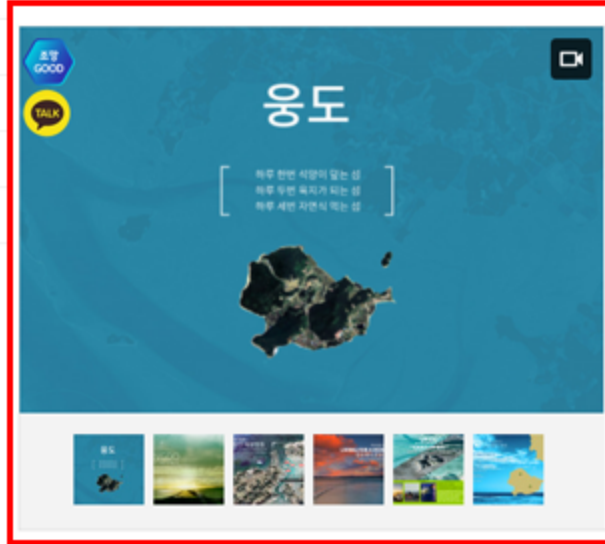 조망
GOOD
TALK
웅도
하루 한번 석양이 닿는 섬
하루 두번 육지가 되는 섬
하루 세번 자연식 먹는 섬
웅도